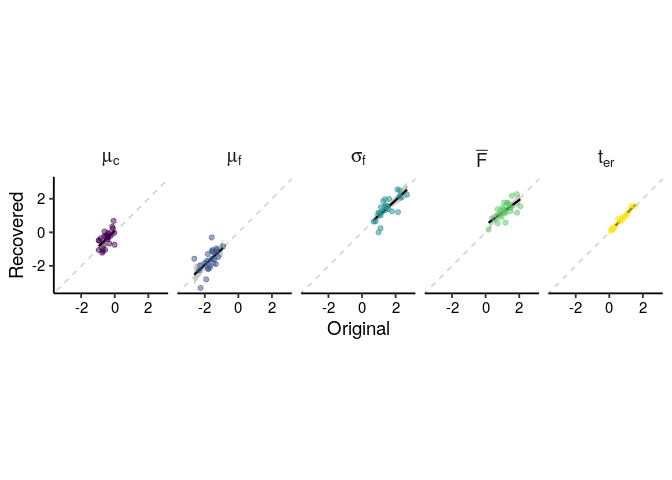 μc μf σf F̅ ter
2
0
-2
Recovered
-2 0 2 -2 0 2 -2 0 2 -2 0 2 -2 0 2
Original